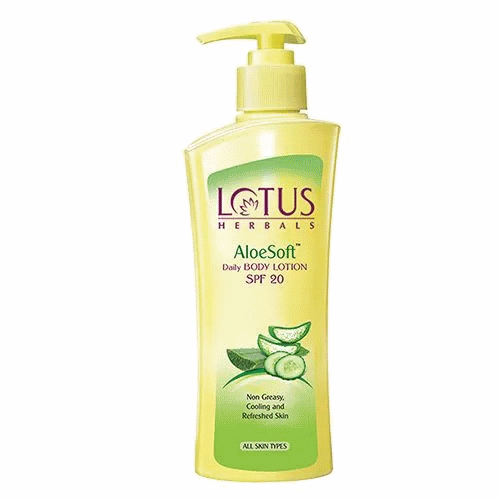 LOTUS
HERBALS
AloeSoft™
Daily BODY LOTION
SPF 20
Non Greasy,
Cooling and
Refreshed Skin
ALL SKIN TYPES